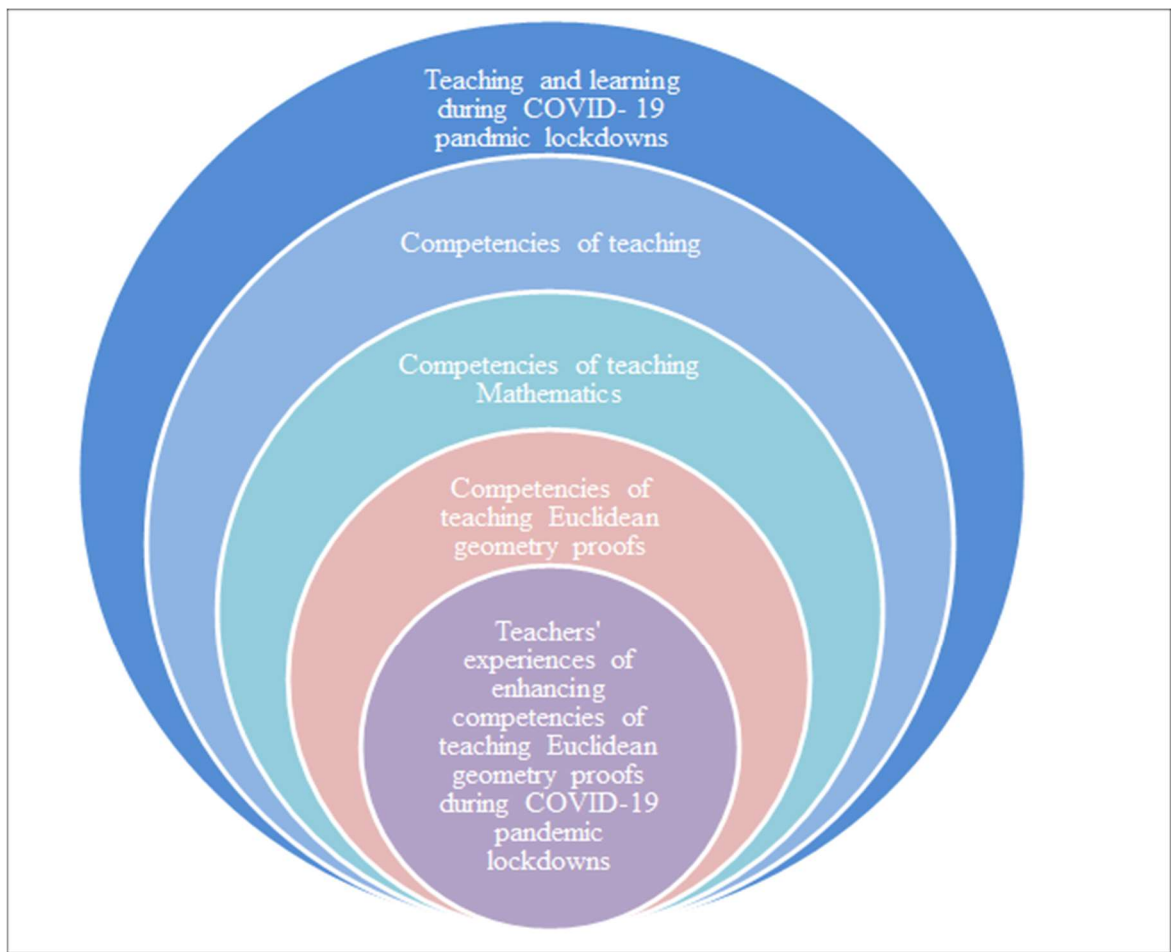 Teaching and learning
during COVID- 19
pandmic lockdowns
Competencies of teaching
Competencies of teaching
Mathematics
Competencies of
teaching Euclidean
geometry proofs
Teachers'
experiences of
enhancing
competencies of
teaching Euclidean
geometry proofs
during COVID-19
pandemic
lockdowns